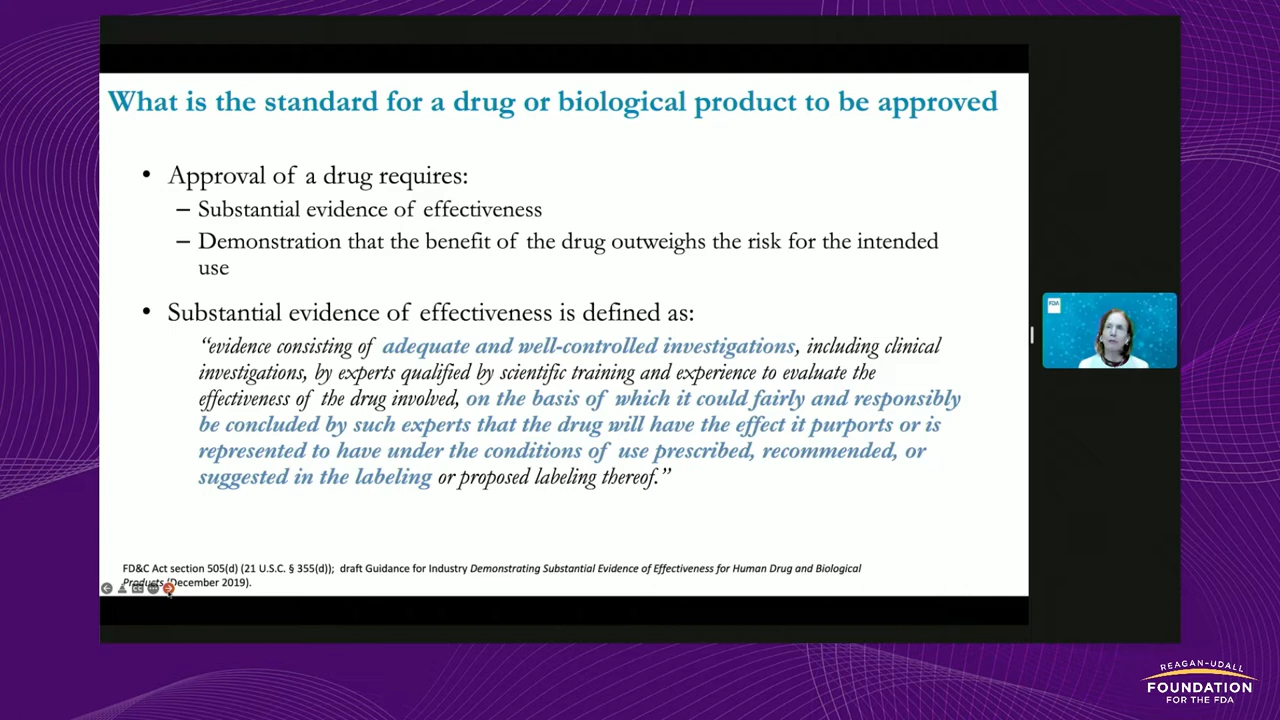 What is the standard for a drug or biological product to be approved
• Approval of a drug requires:
– Substantial evidence of effectiveness
– Demonstration that the benefit of the drug outweighs the risk for the intended
use
• Substantial evidence of effectiveness is defined as:
“evidence consisting of adequate and well-controlled investigations, including clinical
investigations, by experts qualified by scientific training and experience to evaluate the
effectiveness of the drug involved, on the basis of which it could fairly and responsibly
be concluded by such experts that the drug will have the effect it purports or is
represented to have under the conditions of use prescribed, recommended, or
suggested in the labeling or proposed labeling thereof.”
FD&C Act section 505(d) (21 U.S.C. § 355(d)); draft Guidance for Industry Demonstrating Substantial Evidence of Effectiveness for Human Drug and Biological
Products (December 2019).
FDA
REAGAN-UDALL
FOUNDATION
FOR THE FDA